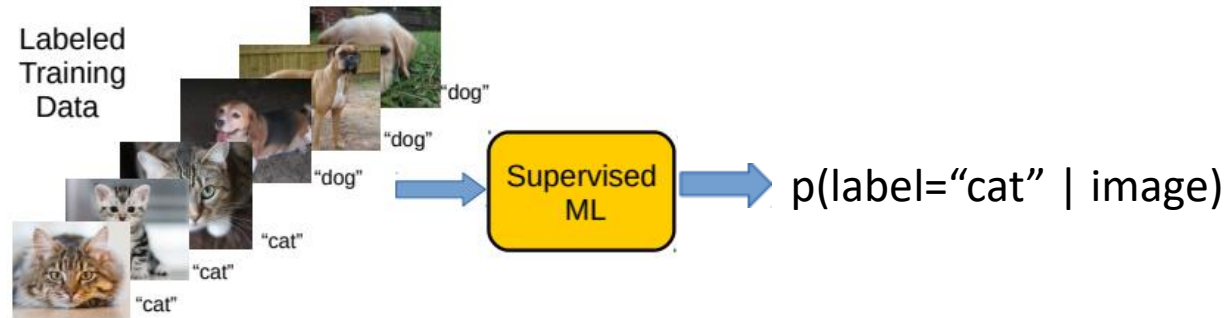 Labeled
Training
Data
“dog”
“dog”
“dog”
“cat”
“cat”
“cat”
Supervised
ML
p(label=“cat” | image)